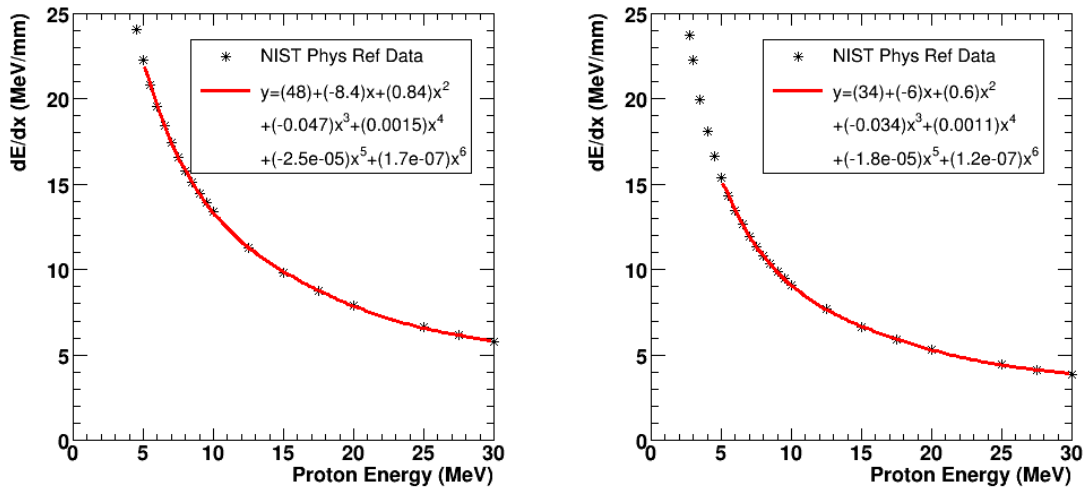 dE/dx (MeV/mm)
25
20
15
10
5
0
0 5 10 15 20 25 30
Proton Energy (MeV)
NIST Phys Ref Data
y=(48)+(-8.4)x+(0.84)x²
+(-0.047)x³+(0.0015)x⁴
+(-2.5e-05)x⁵+(1.7e-07)x⁶
dE/dx (MeV/mm)
25
20
15
10
5
0
0 5 10 15 20 25 30
Proton Energy (MeV)
NIST Phys Ref Data
y=(34)+(-6)x+(0.6)x²
+(-0.034)x³+(0.0011)x⁴
+(-1.8e-05)x⁵+(1.2e-07)x⁶